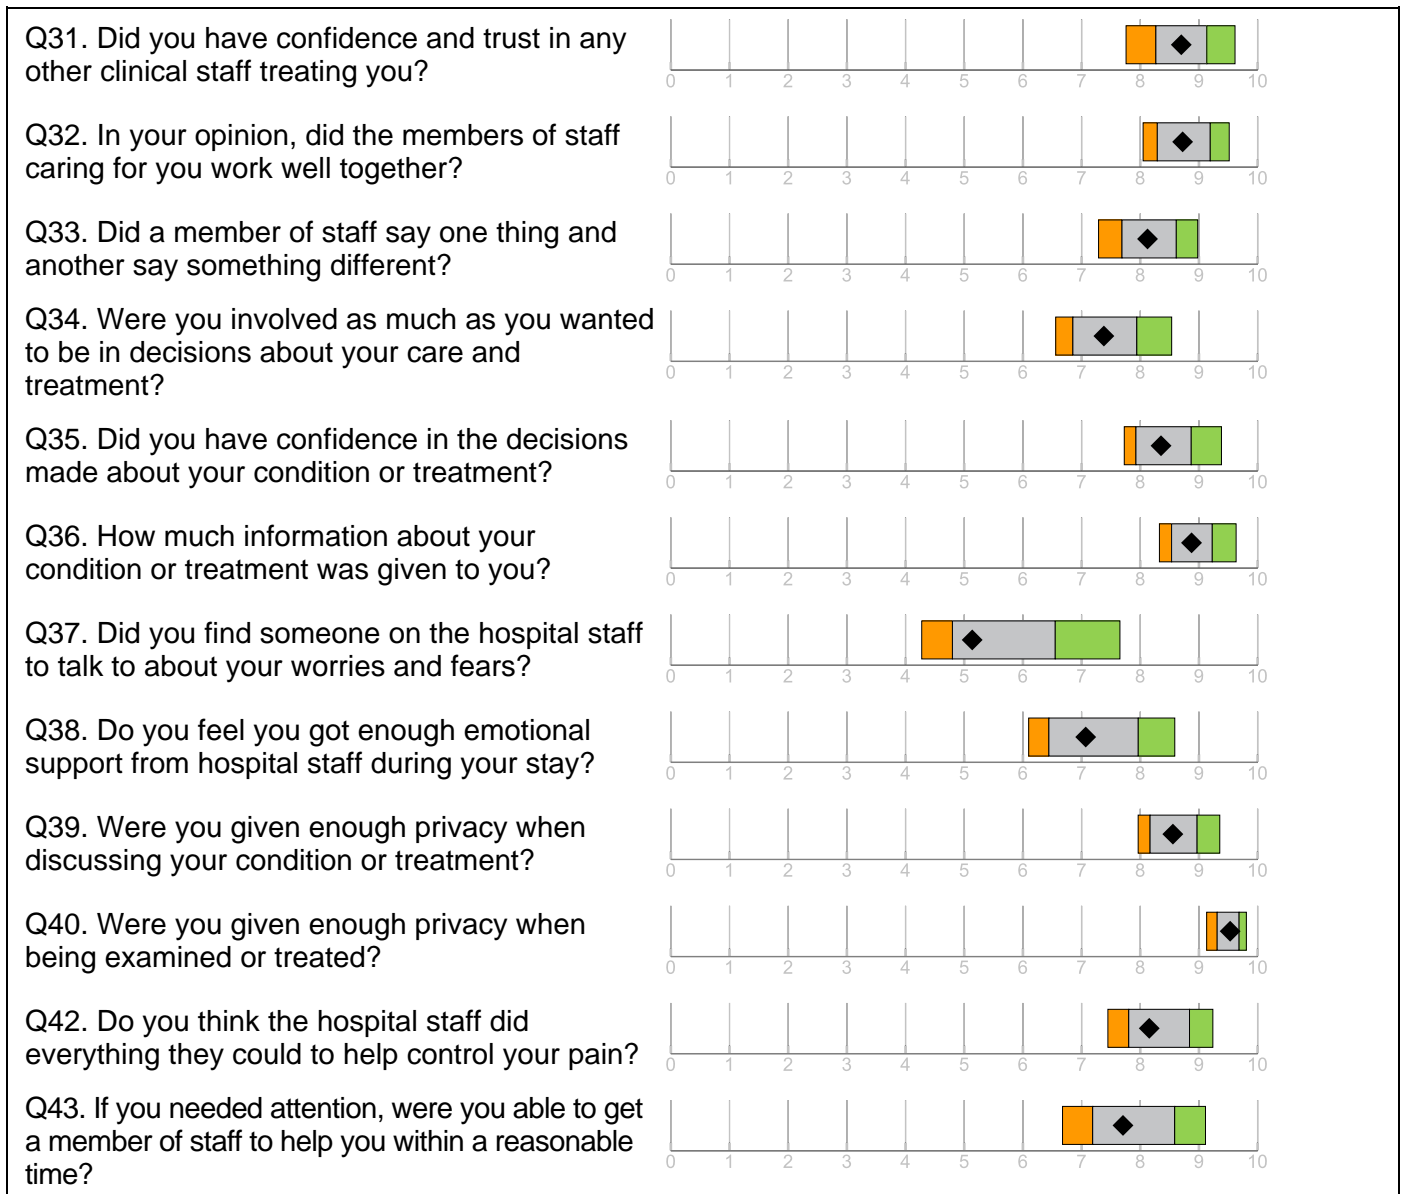 Q31. Did you have confidence and trust in any
other clinical staff treating you?
0 1 2 3 4 5 6 7 8 9 10
Q32. In your opinion, did the members of staff
caring for you work well together?
0 1 2 3 4 5 6 7 8 9 10
Q33. Did a member of staff say one thing and
another say something different?
0 1 2 3 4 5 6 7 8 9 10
Q34. Were you involved as much as you wanted
to be in decisions about your care and
treatment?
0 1 2 3 4 5 6 7 8 9 10
Q35. Did you have confidence in the decisions
made about your condition or treatment?
0 1 2 3 4 5 6 7 8 9 10
Q36. How much information about your
condition or treatment was given to you?
0 1 2 3 4 5 6 7 8 9 10
Q37. Did you find someone on the hospital staff
to talk to about your worries and fears?
0 1 2 3 4 5 6 7 8 9 10
Q38. Do you feel you got enough emotional
support from hospital staff during your stay?
0 1 2 3 4 5 6 7 8 9 10
Q39. Were you given enough privacy when
discussing your condition or treatment?
0 1 2 3 4 5 6 7 8 9 10
Q40. Were you given enough privacy when
being examined or treated?
0 1 2 3 4 5 6 7 8 9 10
Q42. Do you think the hospital staff did
everything they could to help control your pain?
0 1 2 3 4 5 6 7 8 9 10
Q43. If you needed attention, were you able to get
a member of staff to help you within a reasonable
time?
0 1 2 3 4 5 6 7 8 9 10